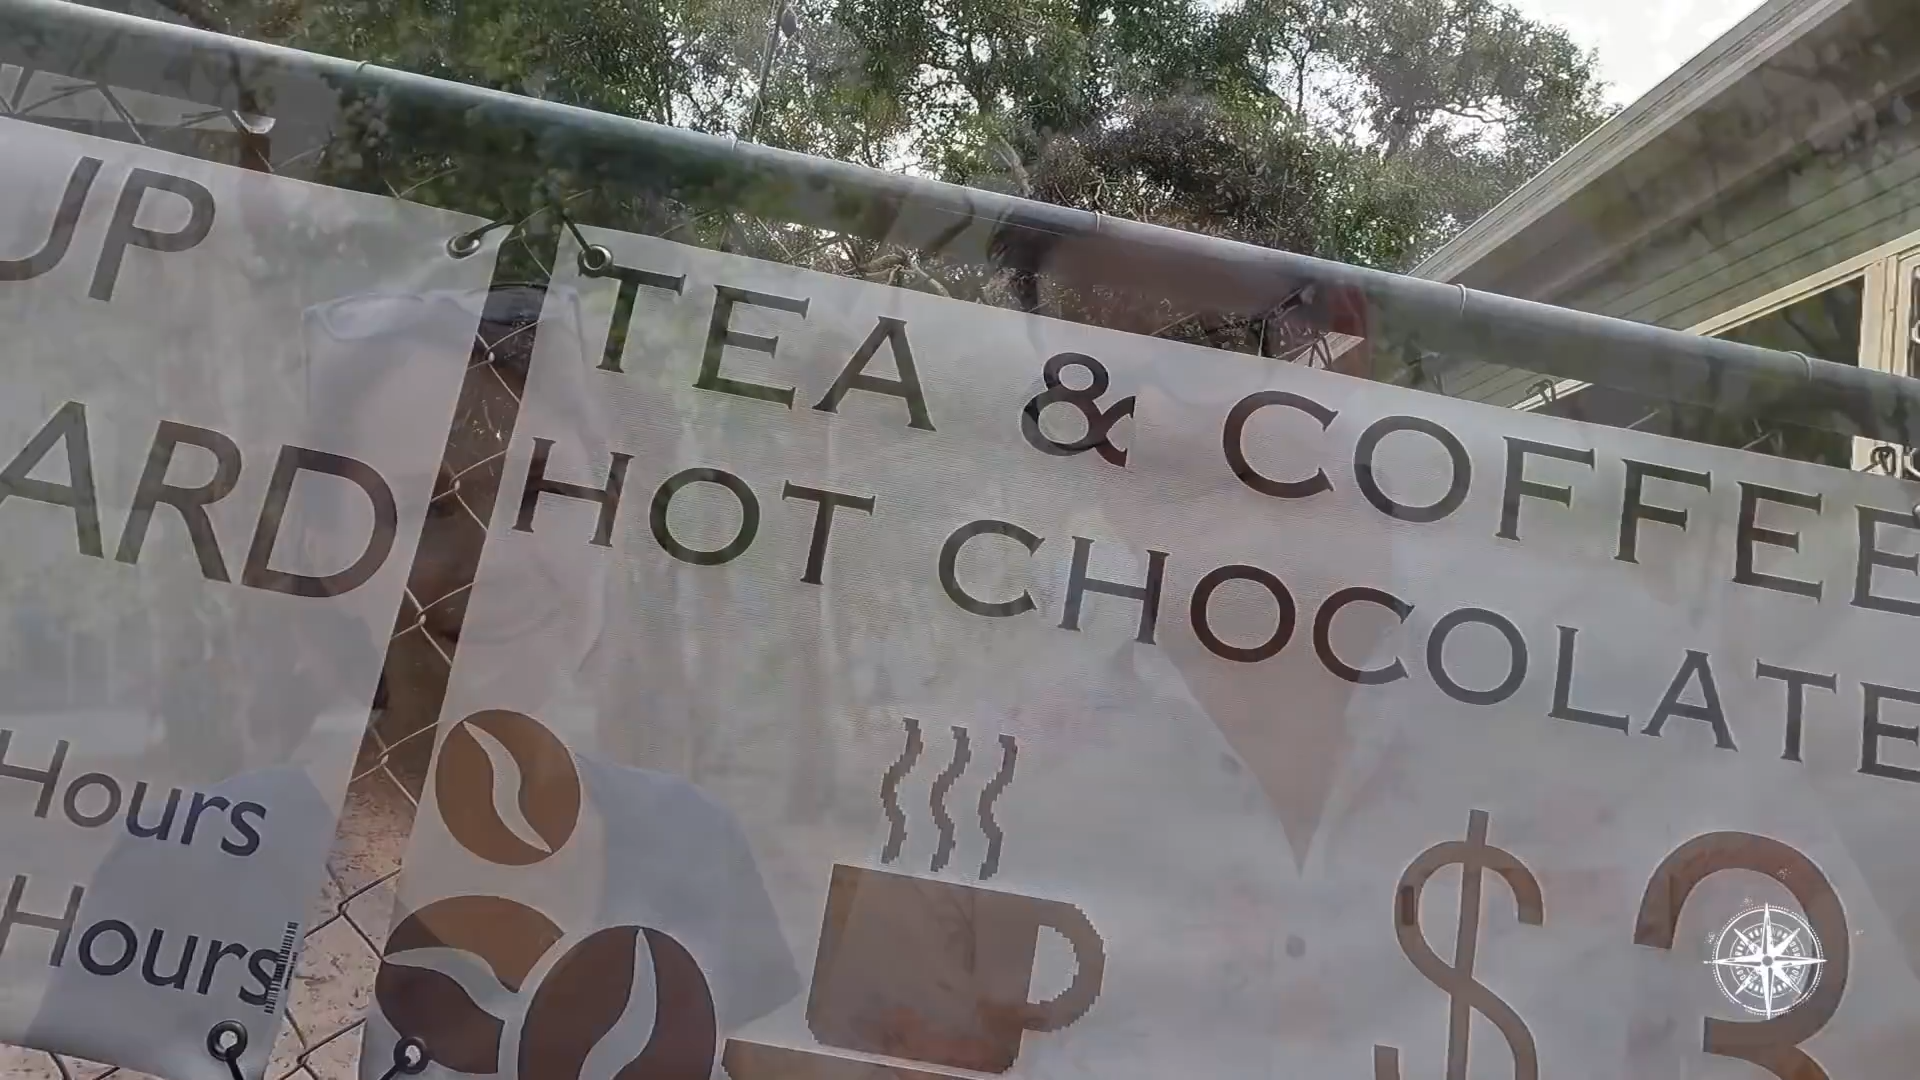 UP
ARD
Hours
Hours
TEA & COFFEE
HOT CHOCOLATE
$3